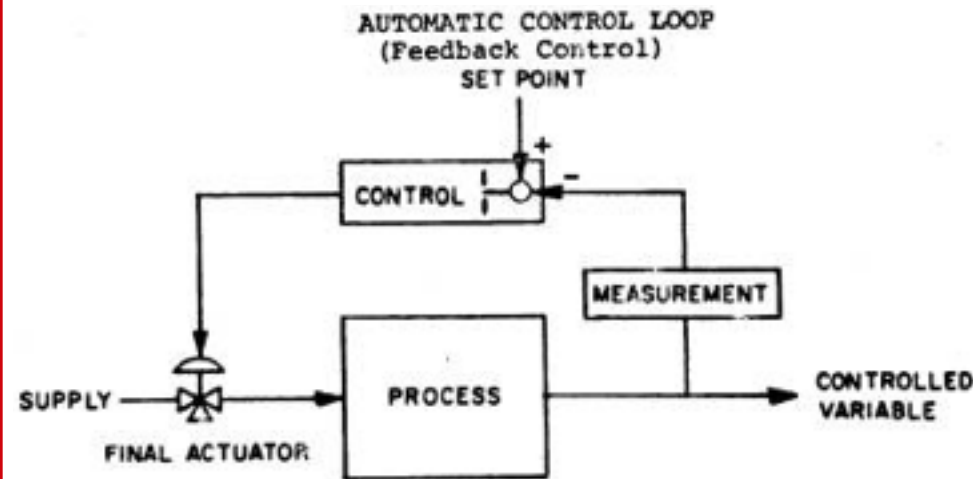 AUTOMATIC CONTROL LOOP
(Feedback Control)
SET POINT
+
-
CONTROL
MEASUREMENT
SUPPLY
PROCESS
CONTROLLED
VARIABLE
FINAL ACTUATOR